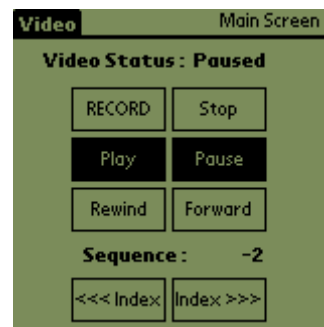 Video Main Screen
Video Status: Paused
RECORD Stop
Play Pause
Rewind Forward
Sequence: -2
<<< Index Index >>>